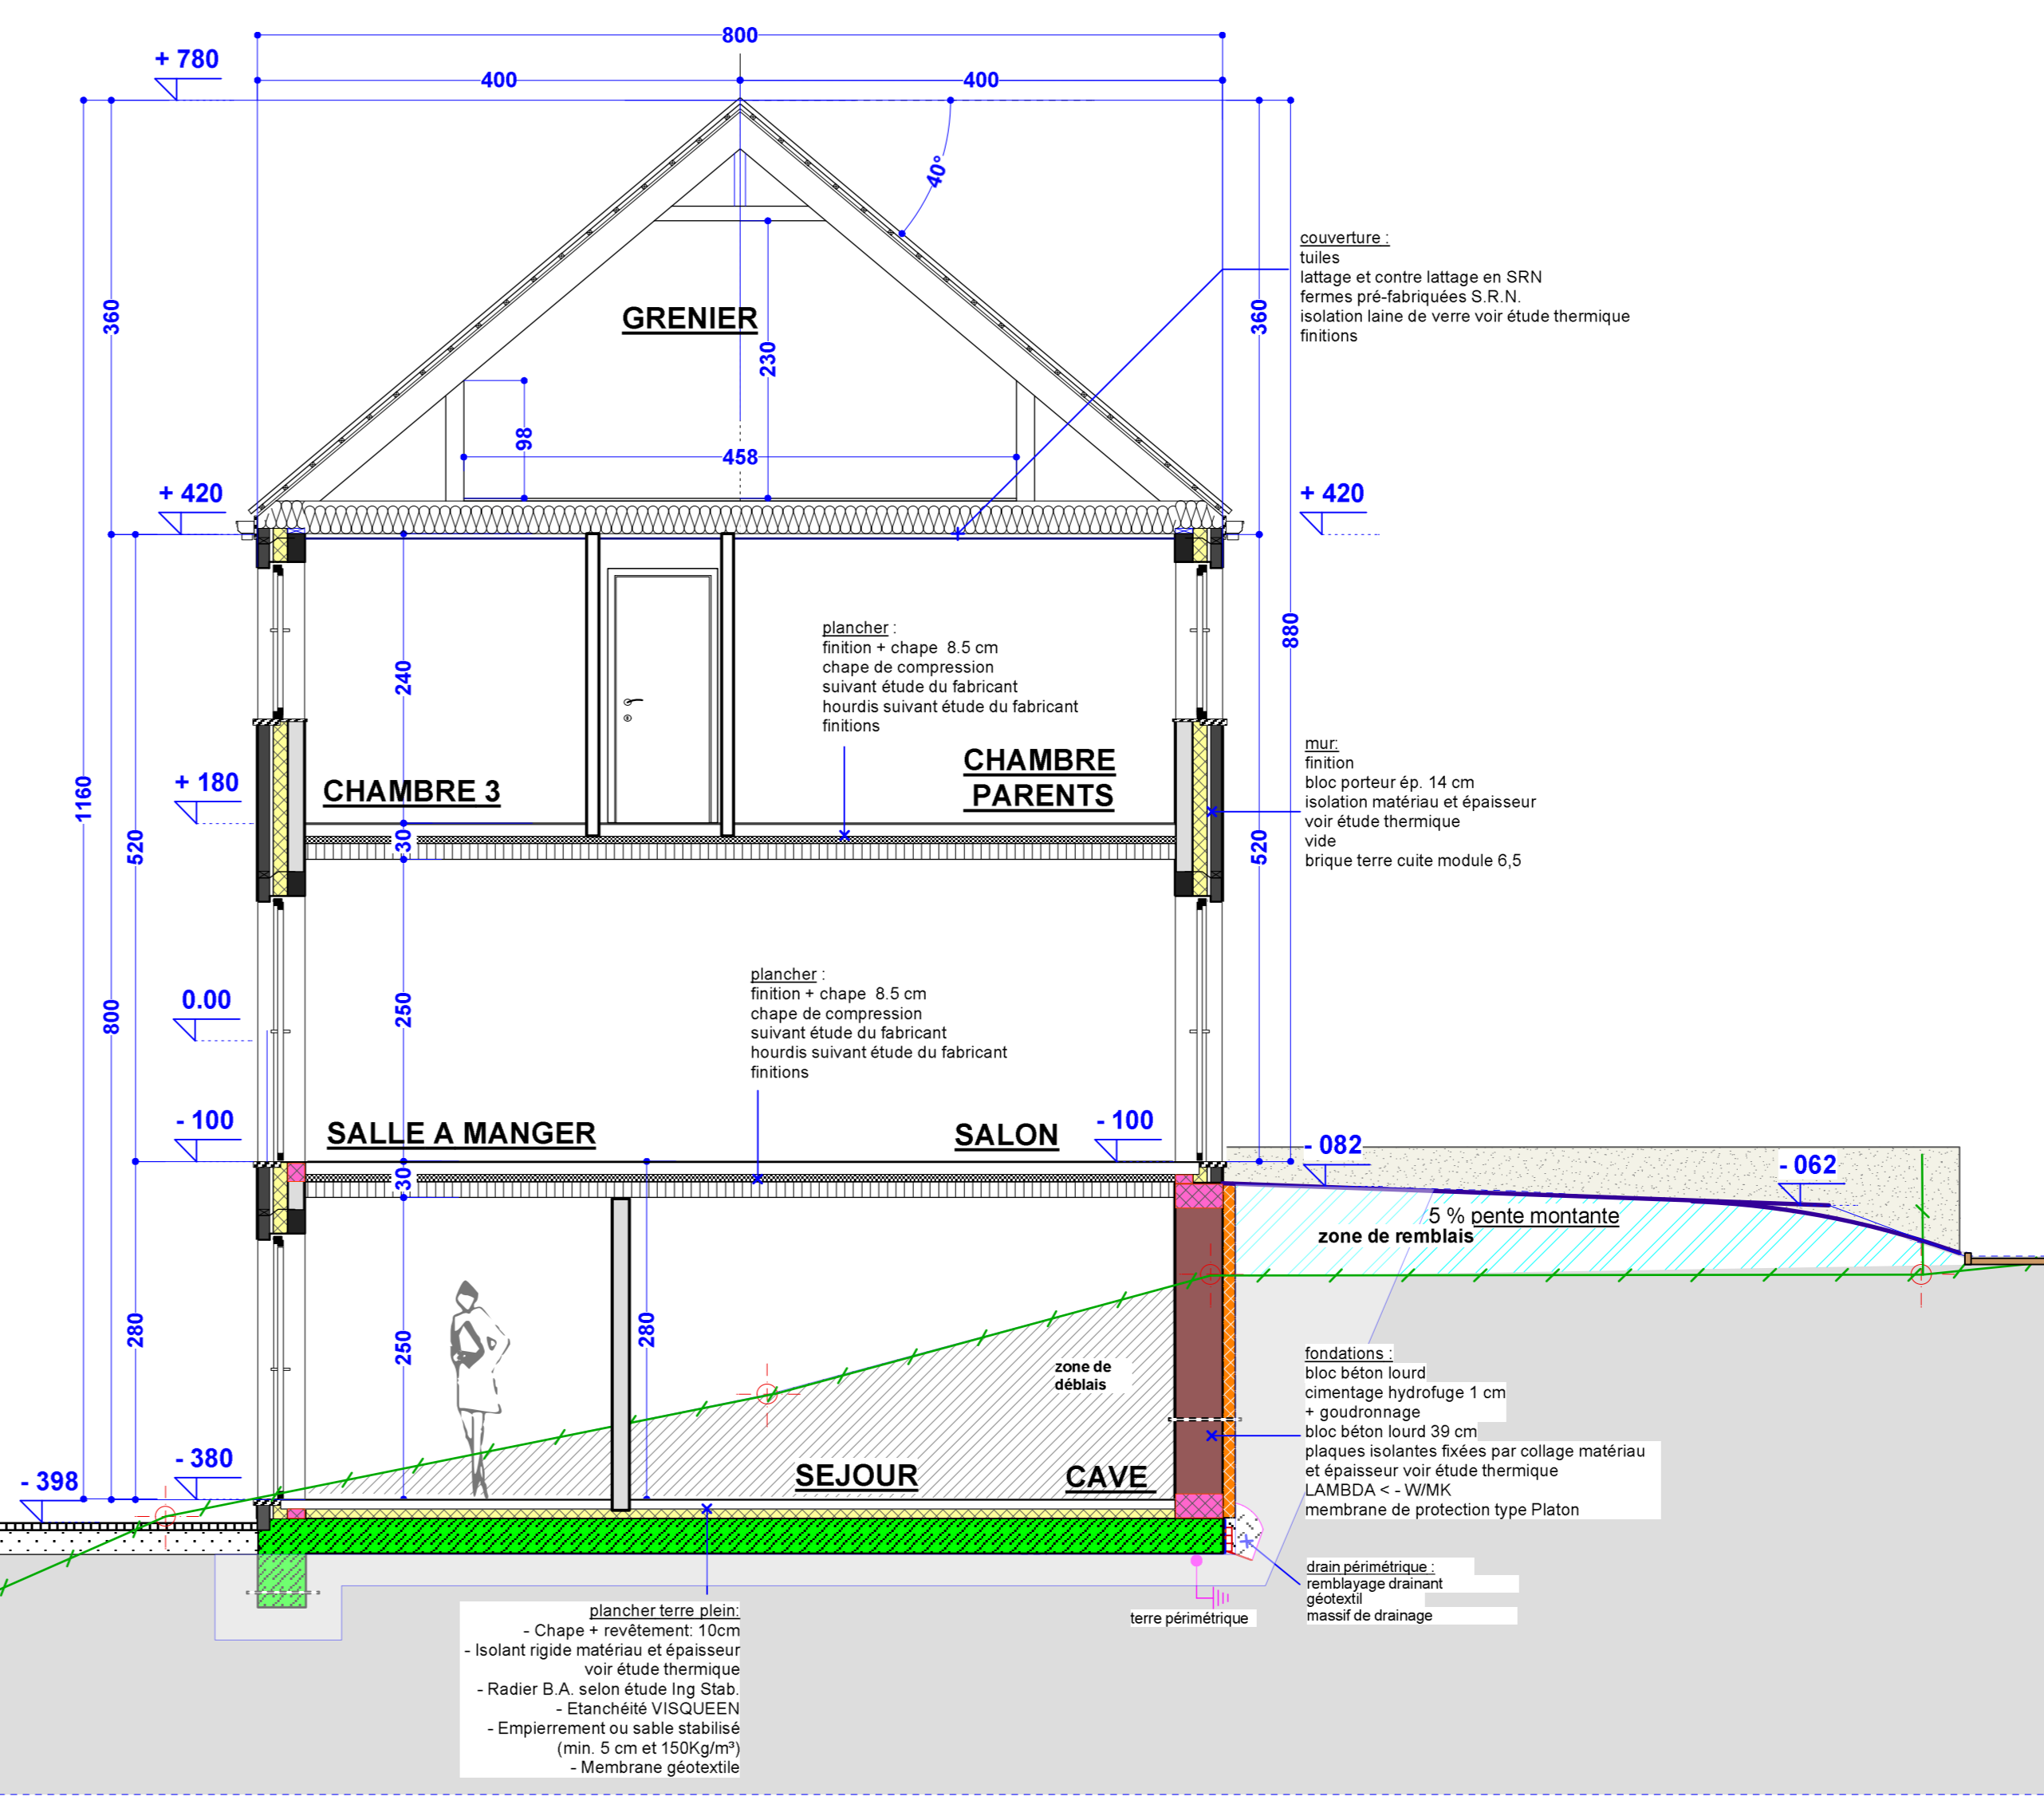 800
+ 780
400
400
40°
couverture :
tuiles
lattage et contre lattage en SRN
fermes pré-fabriquées S.R.N.
isolation laine de verre voir étude thermique
finitions
360
GRENIER
360
230
98
458
+ 420
+ 420
880
plancher :
finition + chape  8.5 cm
chape de compression
suivant étude du fabricant
hourdis suivant étude du fabricant
finitions
240
mur:
finition
bloc porteur ép. 14 cm
isolation matériau et épaisseur
voir étude thermique
vide
brique terre cuite module 6,5
CHAMBRE
PARENTS
+ 180
CHAMBRE 3
1160
520
30
520
plancher :
finition + chape  8.5 cm
chape de compression
suivant étude du fabricant
hourdis suivant étude du fabricant
finitions
0.00
800
250
- 100
SALLE A MANGER
SALON
- 100
- 082
- 062
30
5 % pente montante
zone de remblais
280
250
280
zone de
déblais
fondations :
bloc béton lourd
cimentage hydrofuge 1 cm
+ goudronnage
bloc béton lourd 39 cm
plaques isolantes fixées par collage matériau
et épaisseur voir étude thermique
LAMBDA < - W/MK
membrane de protection type Platon
- 398
- 380
SEJOUR
CAVE
drain périmétrique :
remblayage drainant
géotextil
massif de drainage
terre périmétrique
plancher terre plein:
- Chape + revêtement: 10cm
- Isolant rigide matériau et épaisseur
voir étude thermique
- Radier B.A. selon étude Ing Stab.
- Etanchéité VISQUEEN
- Empierrement ou sable stabilisé
(min. 5 cm et 150Kg/m³)
- Membrane géotextile